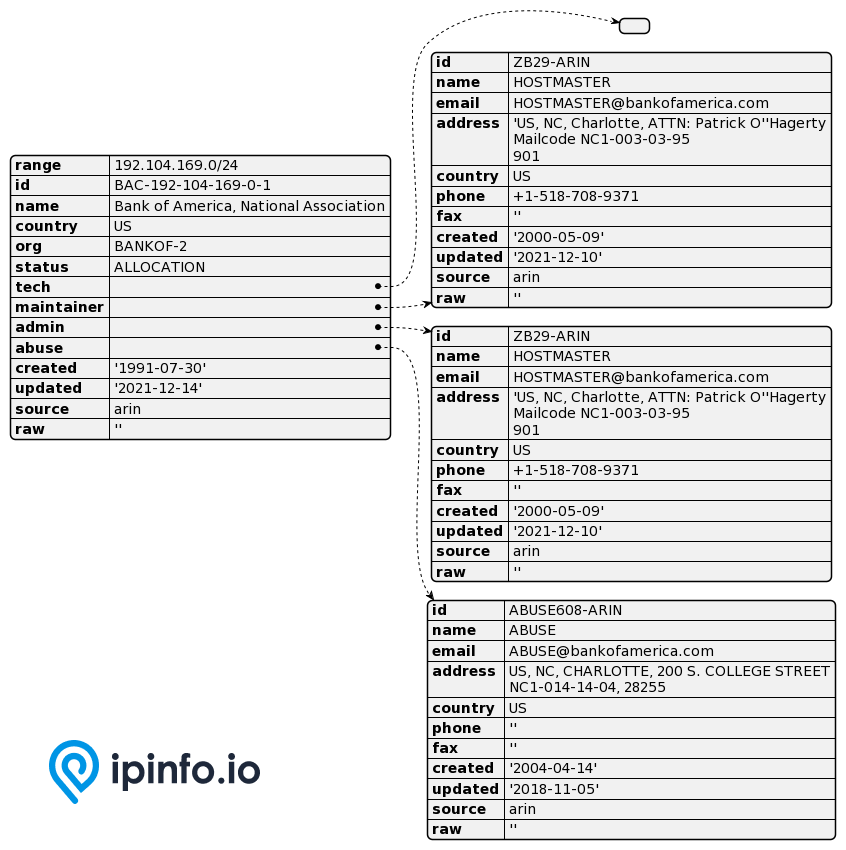 range 192.104.169.0/24
id BAC-192-104-169-0-1
name Bank of America, National Association
country US
org BANKOF-2
status ALLOCATION
tech
maintainer
admin
abuse
created '1991-07-30'
updated '2021-12-14'
source arin
raw ''
id ZB29-ARIN
name HOSTMASTER
email HOSTMASTER@bankofamerica.com
address 'US, NC, Charlotte, ATTN: Patrick O''Hagerty
Mailcode NC1-003-03-95
901
country US
phone +1-518-708-9371
fax ''
created '2000-05-09'
updated '2021-12-10'
source arin
raw ''
id ZB29-ARIN
name HOSTMASTER
email HOSTMASTER@bankofamerica.com
address 'US, NC, Charlotte, ATTN: Patrick O''Hagerty
Mailcode NC1-003-03-95
901
country US
phone +1-518-708-9371
fax ''
created '2000-05-09'
updated '2021-12-10'
source arin
raw ''
id ABUSE608-ARIN
name ABUSE
email ABUSE@bankofamerica.com
address US, NC, CHARLOTTE, 200 S. COLLEGE STREET
NC1-014-14-04, 28255
country US
phone ''
fax ''
created '2004-04-14'
updated '2018-11-05'
source arin
raw ''
ipinfo.io